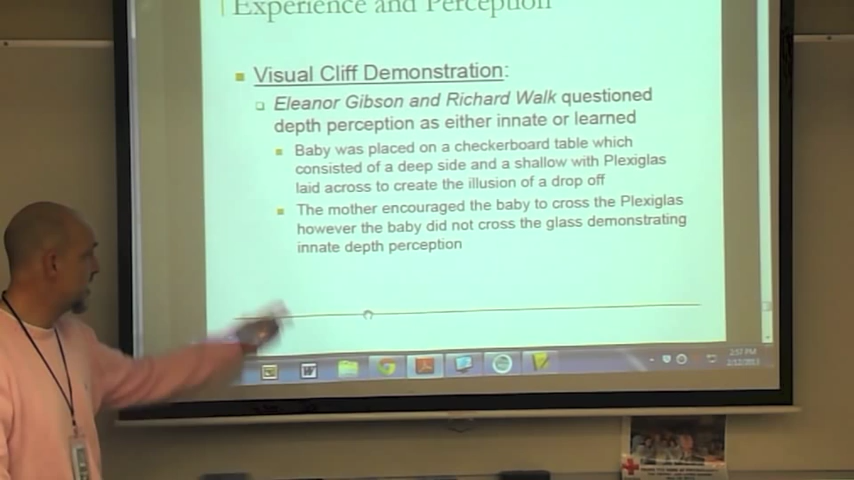 Experience and Perception
Visual Cliff Demonstration:
Eleanor Gibson and Richard Walk questioned
depth perception as either innate or learned
Baby was placed on a checkerboard table which
consisted of a deep side and a shallow with Plexiglas
laid across to create the illusion of a drop off
The mother encouraged the baby to cross the Plexiglas
however the baby did not cross the glass demonstrating
innate depth perception
2:57 PM
W